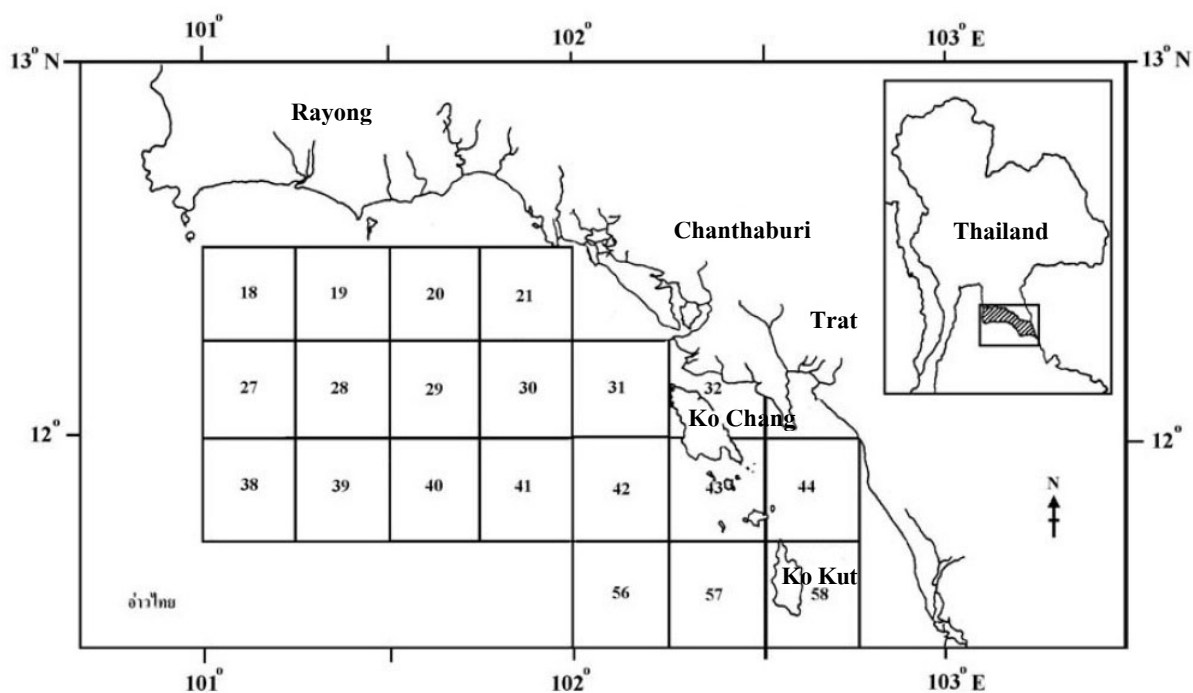 101° 102° 103° E
13° N 13° N
Rayong
Chanthaburi Thailand
18 19 20 21
Trat
27 28 29 30 31 32
Ko Chang
12° 12°
38 39 40 41 42 43 44
N
56 57 58
Ko Kut
อ่าวไทย
101° 102° 103° E